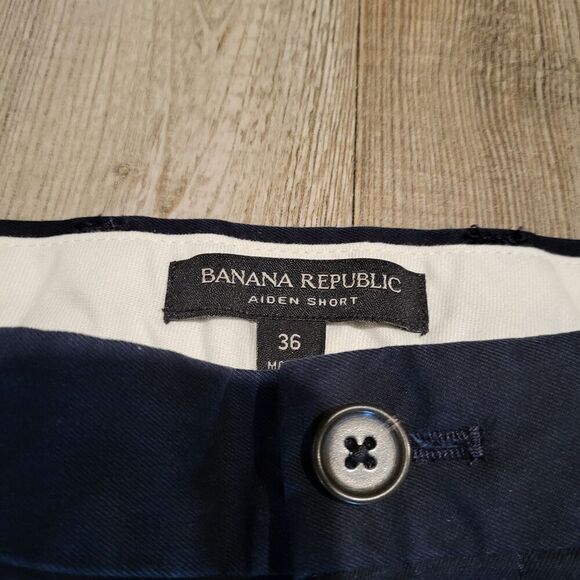 BANANA REPUBLIC
AIDEN SHORT
36